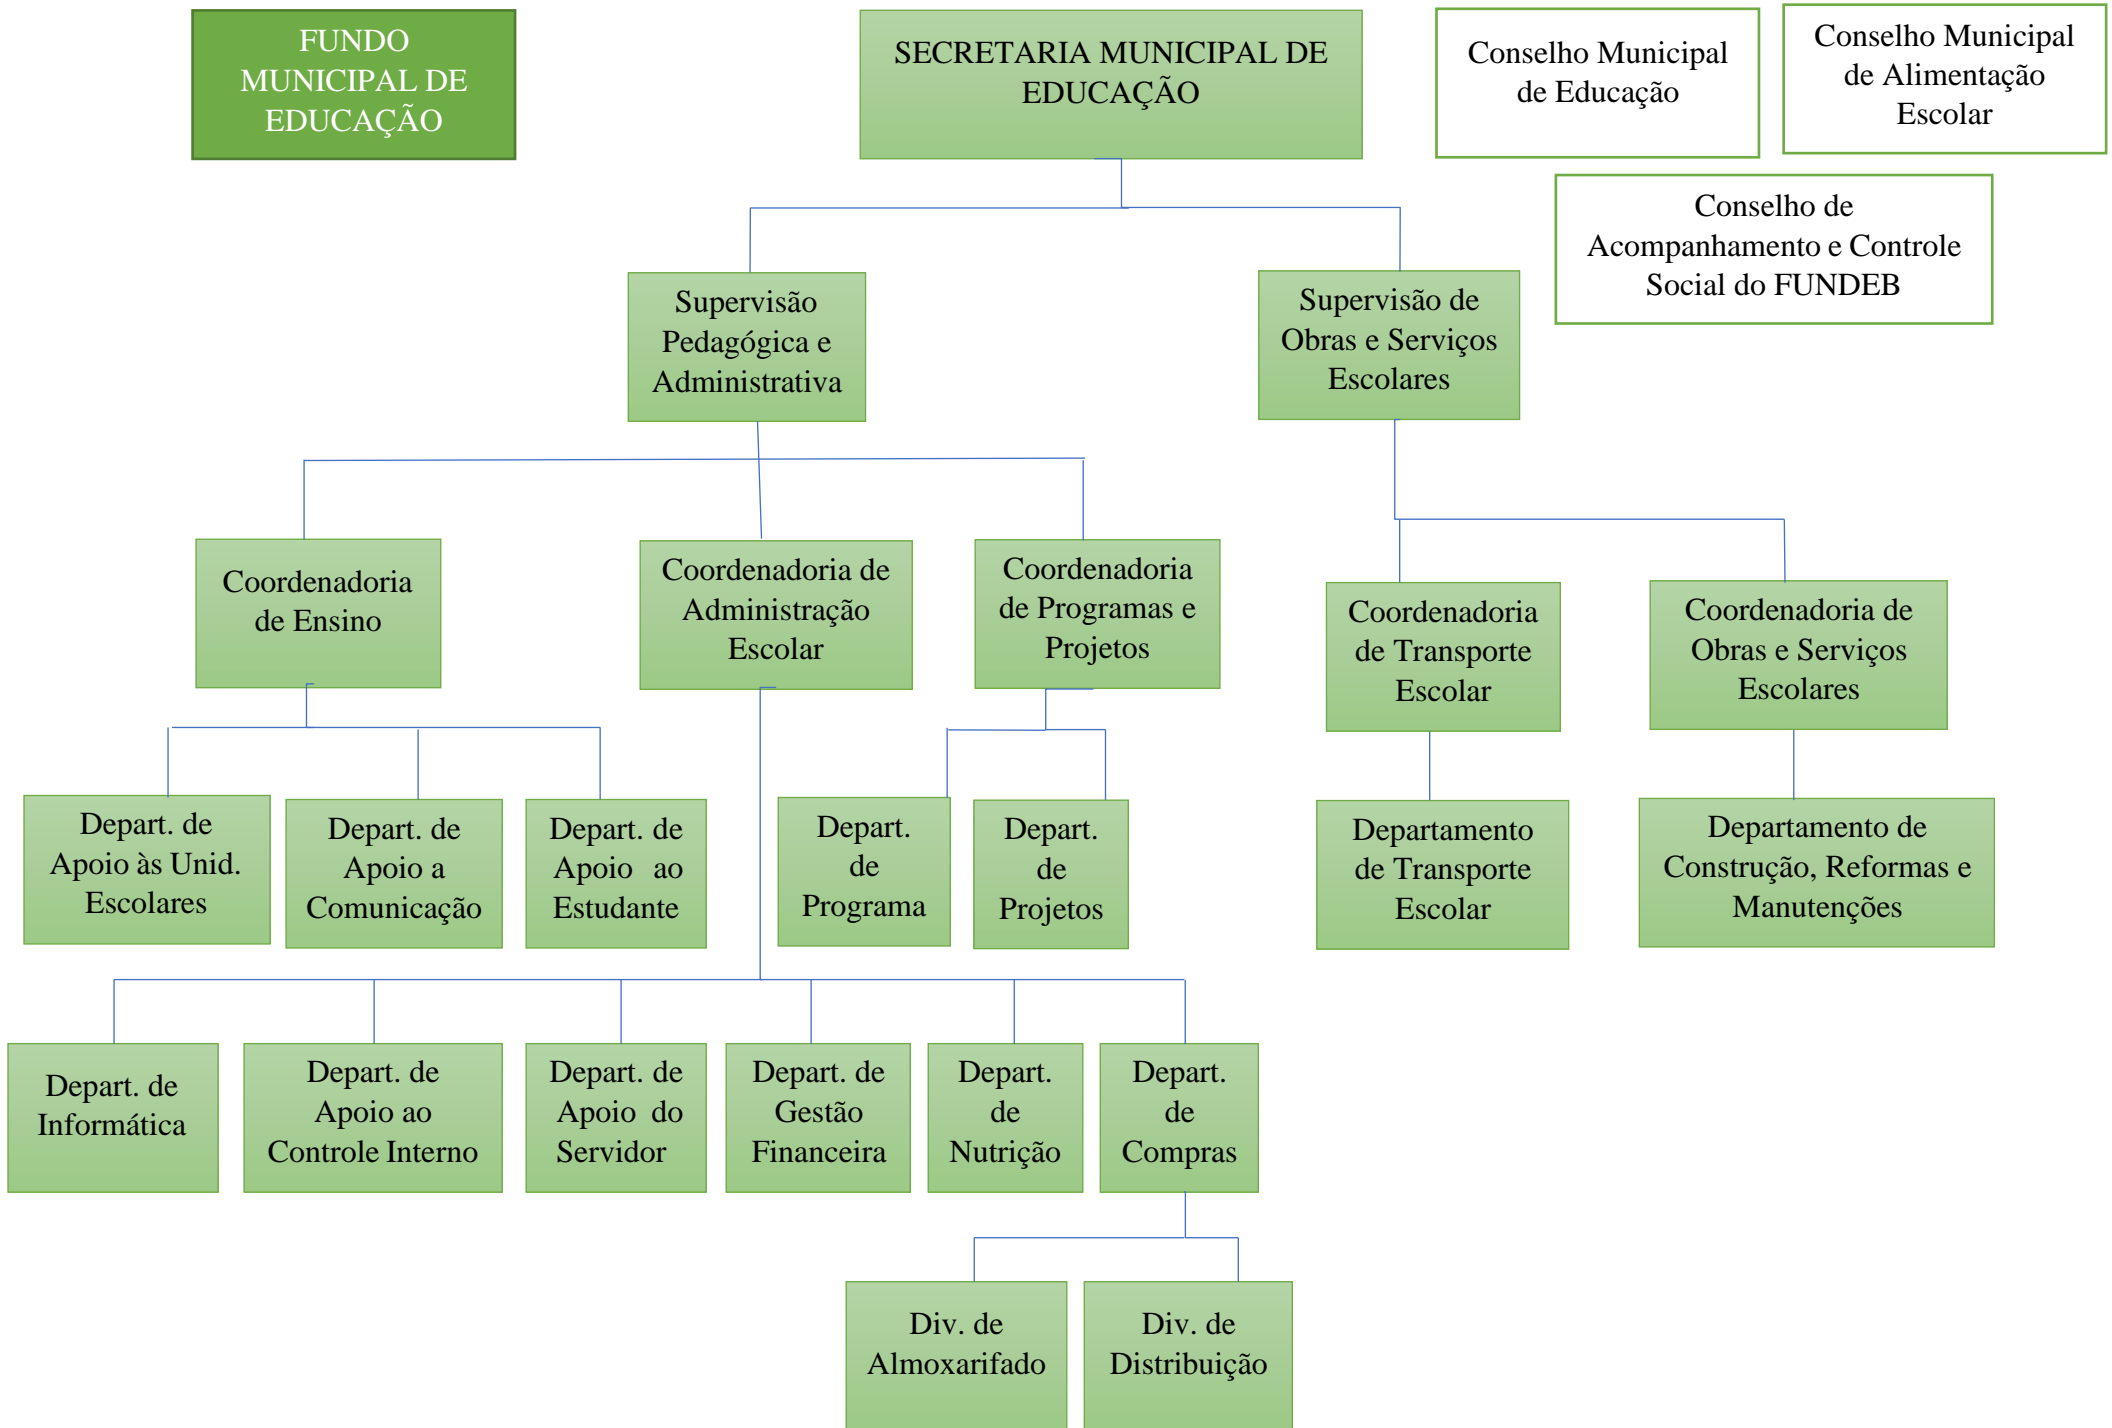 FUNDO
MUNICIPAL DE
EDUCAÇÃO
SECRETARIA MUNICIPAL DE
EDUCAÇÃO
Conselho Municipal
de Educação
Conselho Municipal
de Alimentação
Escolar
Conselho de
Acompanhamento e Controle
Social do FUNDEB
Supervisão
Pedagógica e
Administrativa
Supervisão de
Obras e Serviços
Escolares
Coordenadoria
de Ensino
Coordenadoria de
Administração
Escolar
Coordenadoria
de Programas e
Projetos
Coordenadoria
de Transporte
Escolar
Coordenadoria de
Obras e Serviços
Escolares
Depart. de
Apoio às Unid.
Escolares
Depart. de
Apoio a
Comunicação
Depart. de
Apoio ao
Estudante
Depart.
de
Programa
Depart.
de
Projetos
Departamento
de Transporte
Escolar
Departamento de
Construção, Reformas e
Manutenções
Depart. de
Informática
Depart. de
Apoio ao
Controle Interno
Depart. de
Apoio do
Servidor
Depart. de
Gestão
Financeira
Depart.
de
Nutrição
Depart.
de
Compras
Div. de
Almoxarifado
Div. de
Distribuição